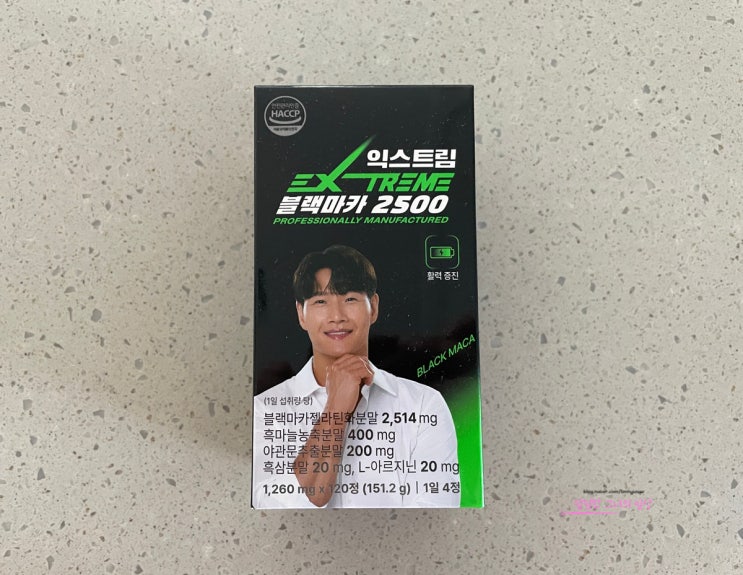 HACCP
익스트림
EXTREME
블랙마카 2500
PROFESSIONALLY MANUFACTURED
활력 증진
BLACK MACA
(1일 섭취량 당)
블랙마카젤라틴화분말 2,514 mg
흑마늘농축분말 400 mg
야관문추출분말 200 mg
흑삼분말 20 mg, L-아르지닌 20 mg
1,260 mg x 120정 (151.2 g) | 1일 4정